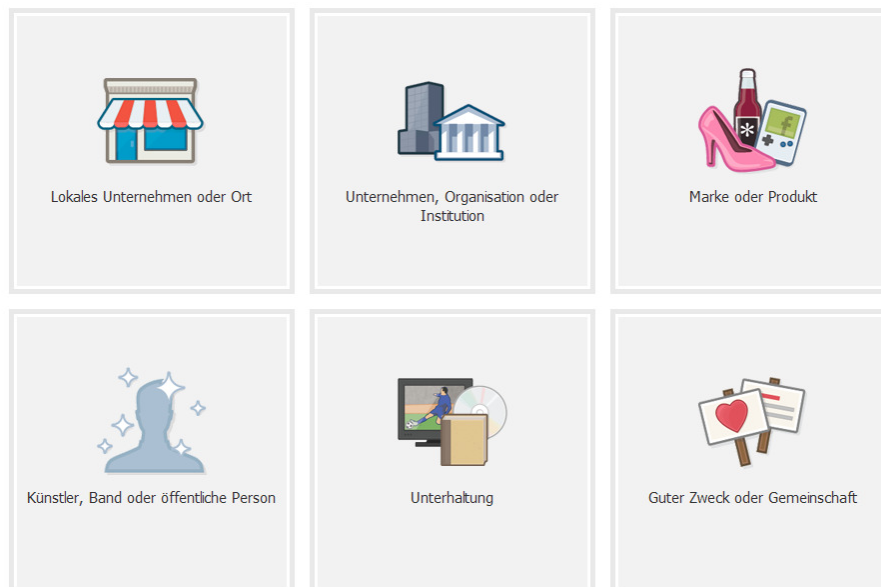 Lokales Unternehmen oder Ort
Unternehmen, Organisation oder
Institution
Marke oder Produkt
Künstler, Band oder öffentliche Person
Unterhaltung
Guter Zweck oder Gemeinschaft